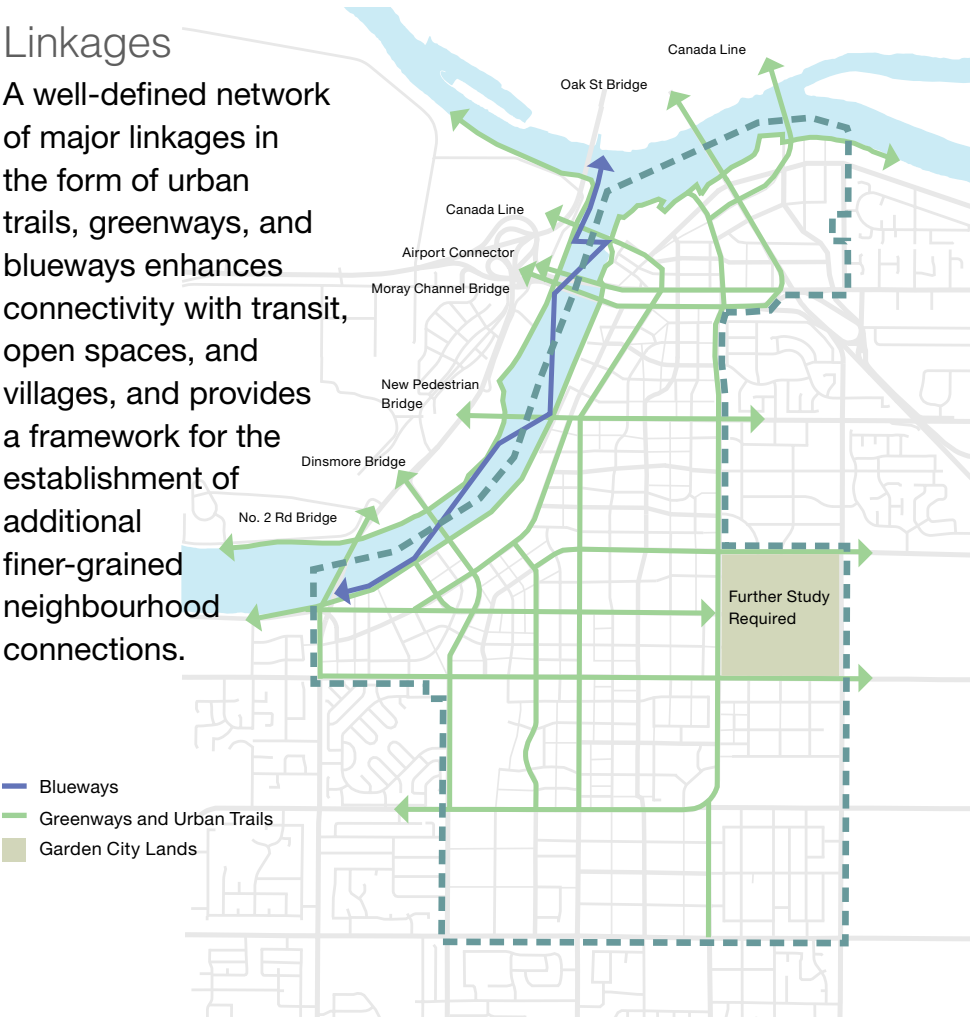 Linkages
A well-defined network
of major linkages in
the form of urban
trails, greenways, and
blueways enhances
connectivity with transit,
open spaces, and
villages, and provides
a framework for the
establishment of
additional
finer-grained
neighbourhood
connections.
Canada Line
Oak St Bridge
Canada Line
Airport Connector
Moray Channel Bridge
New Pedestrian
Bridge
Dinsmore Bridge
No. 2 Rd Bridge
Further Study
Required
Blueways
Greenways and Urban Trails
Garden City Lands